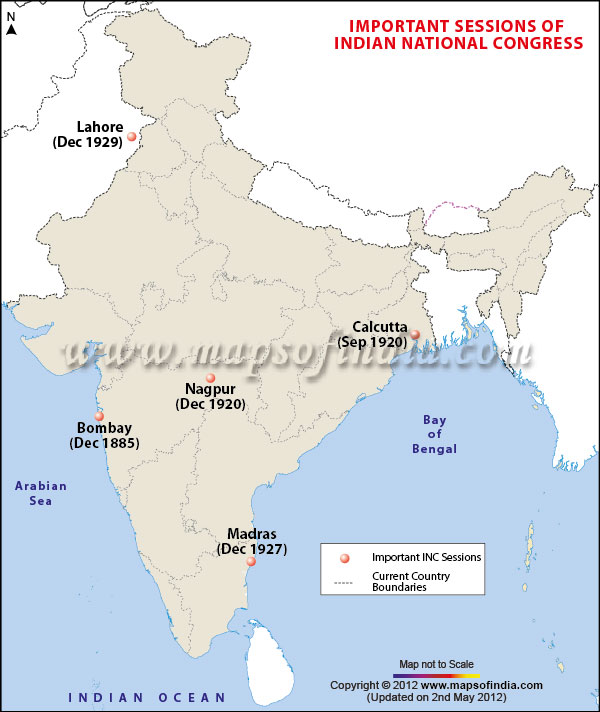 N
IMPORTANT SESSIONS OF
INDIAN NATIONAL CONGRESS
Lahore
(Dec 1929)
Calcutta
(Sep 1920)
www.mapsofindia.com
Nagpur
(Dec 1920)
Bombay
(Dec 1885)
Bay
of
Bengal
Arabian
Sea
Madras
(Dec 1927)
Important INC Sessions
Current Country
Boundaries
Map not to Scale
Copyright © 2012 www.mapsofindia.com
(Updated on 2nd May 2012)
INDIAN OCEAN